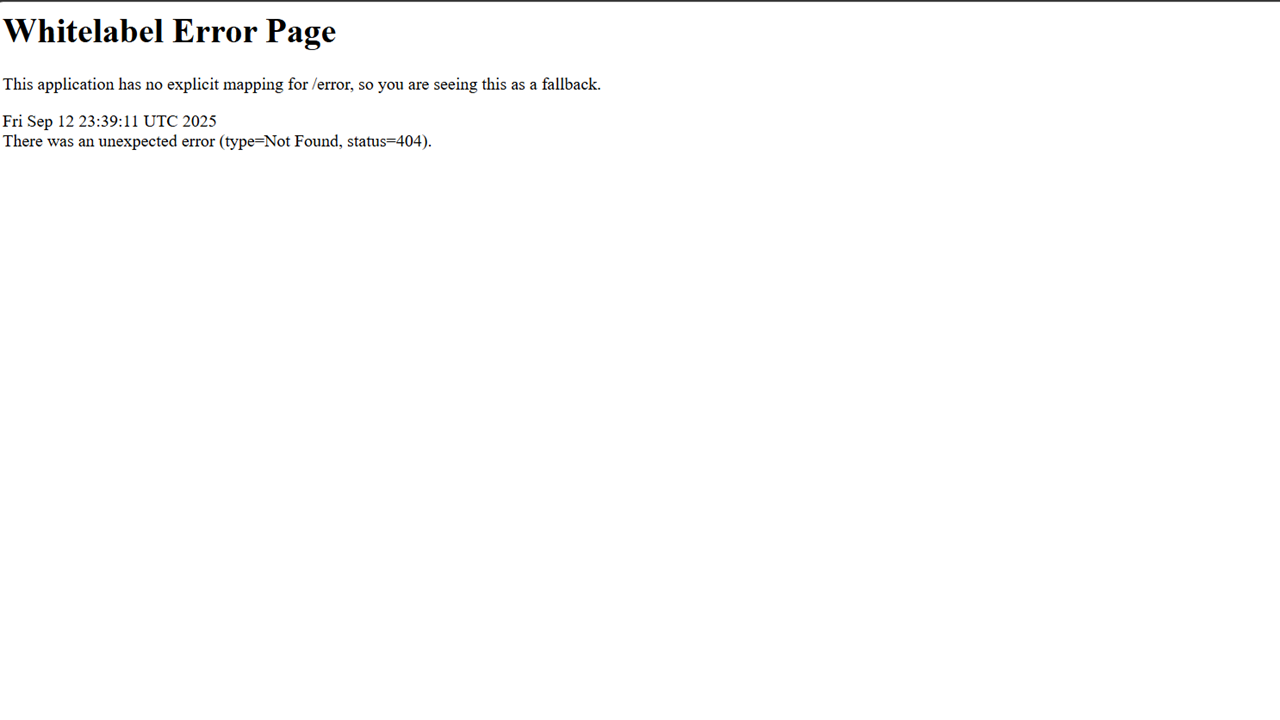 Whitelabel Error Page
This application has no explicit mapping for /error, so you are seeing this as a fallback.
Fri Sep 12 23:39:11 UTC 2025
There was an unexpected error (type=Not Found, status=404).